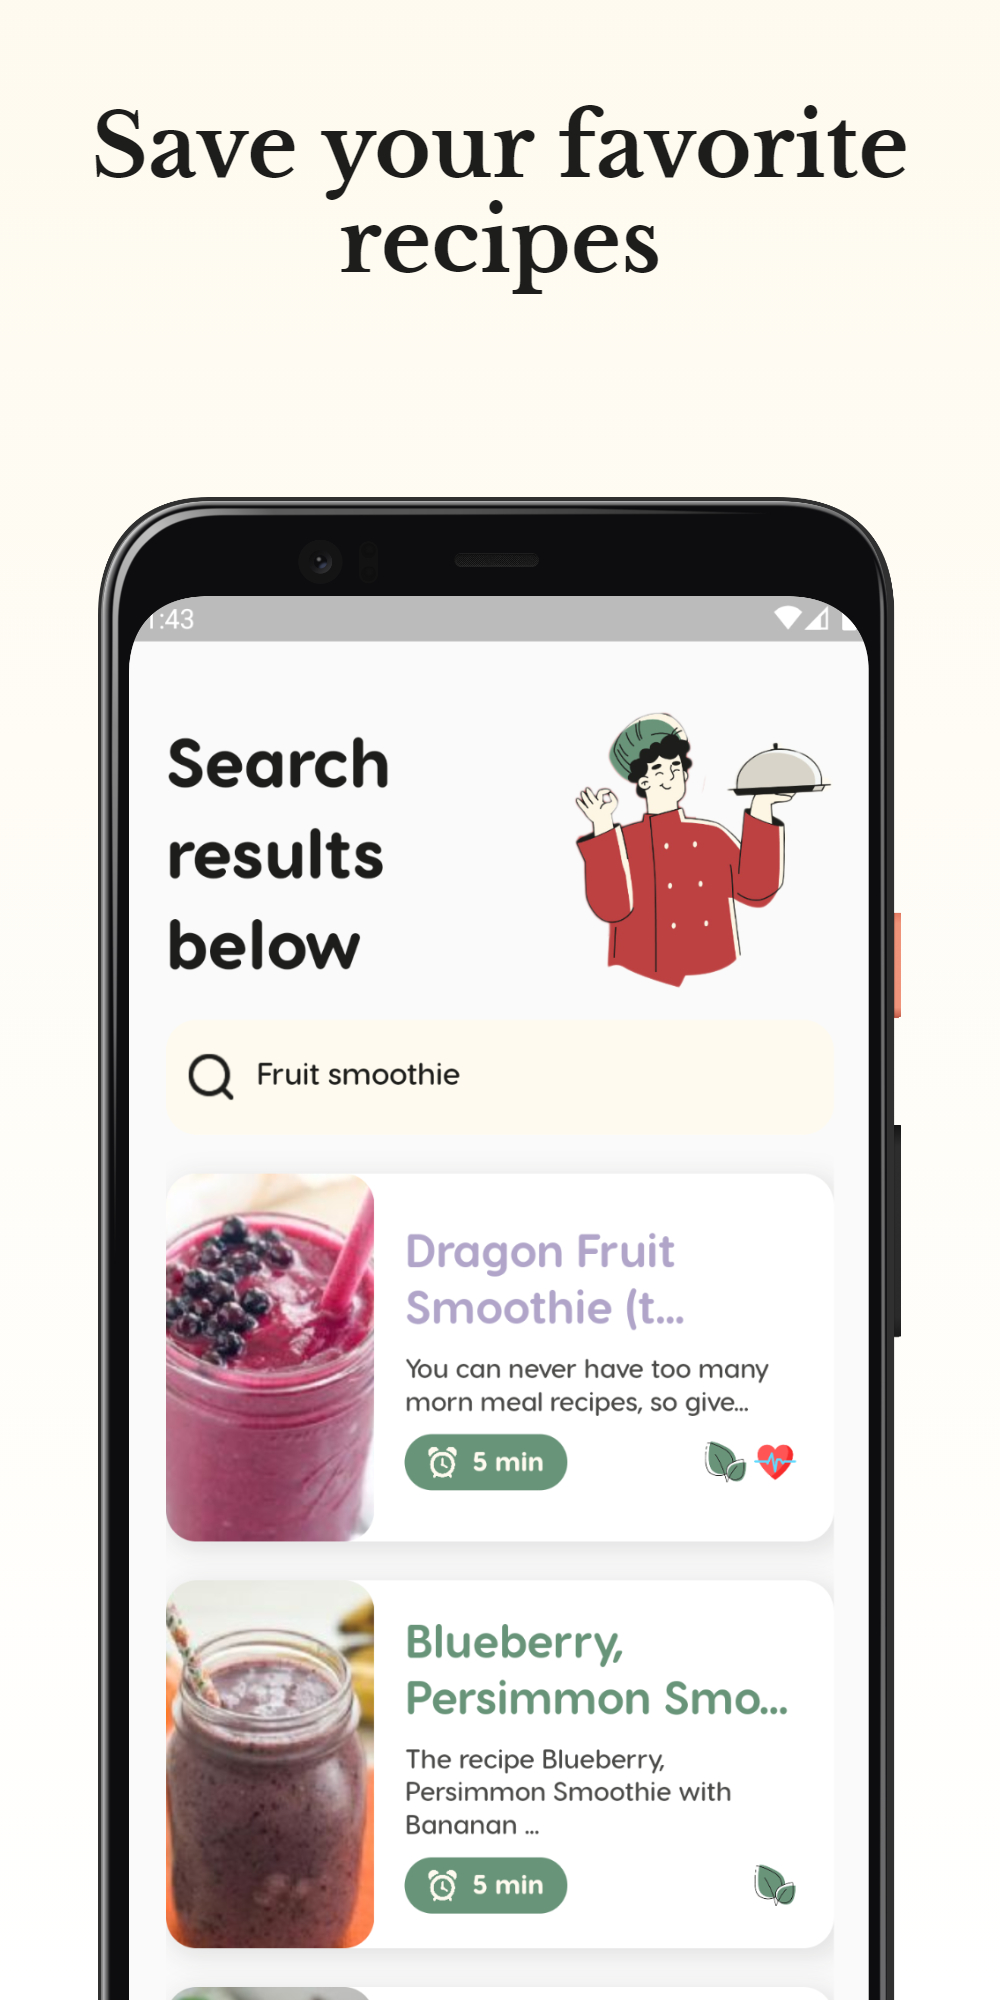 Save your favorite
recipes
:43
Search
results
below
Fruit smoothie
Dragon Fruit
Smoothie (t...
You can never have too many
morn meal recipes, so give...
5 min
Blueberry,
Persimmon Smo...
The recipe Blueberry,
Persimmon Smoothie with
Bananan ...
5 min